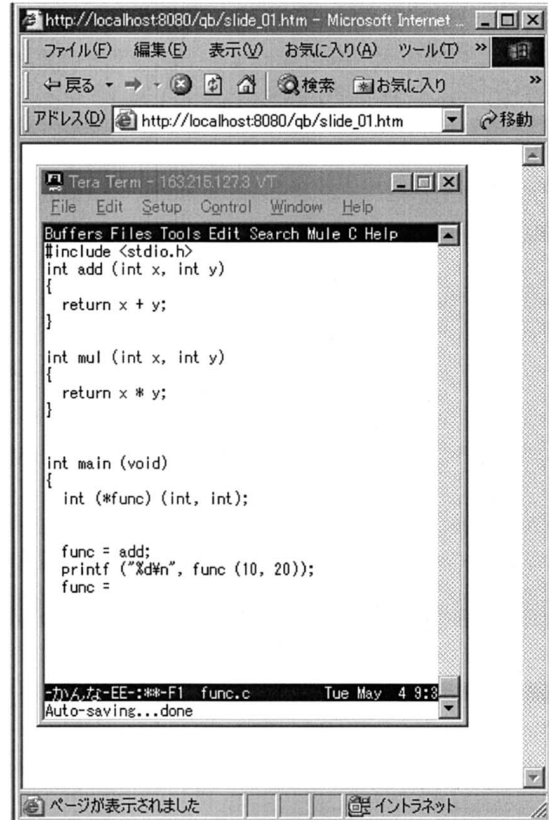 http://localhost:8080/qb/slide_01.htm - Microsoft Internet ...
ファイル(F) 編集(E) 表示(V) お気に入り(A) ツール(T) »
戻る 検索 お気に入り »
アドレス(D) http://localhost:8080/qb/slide_01.htm 移動
Tera Term - 163.215.127.3 VT
File Edit Setup Control Window Help
Buffers Files Tools Edit Search Mule C Help
#include <stdio.h>
int add (int x, int y)
{
return x + y;
}
int mul (int x, int y)
{
return x * y;
}
int main (void)
{
int (*func) (int, int);
func = add;
printf ("%d¥n", func (10, 20));
func =
-かんな-EE-:**-F1 func.c Tue May 4 9:3
Auto-saving...done
ページが表示されました イントラネット